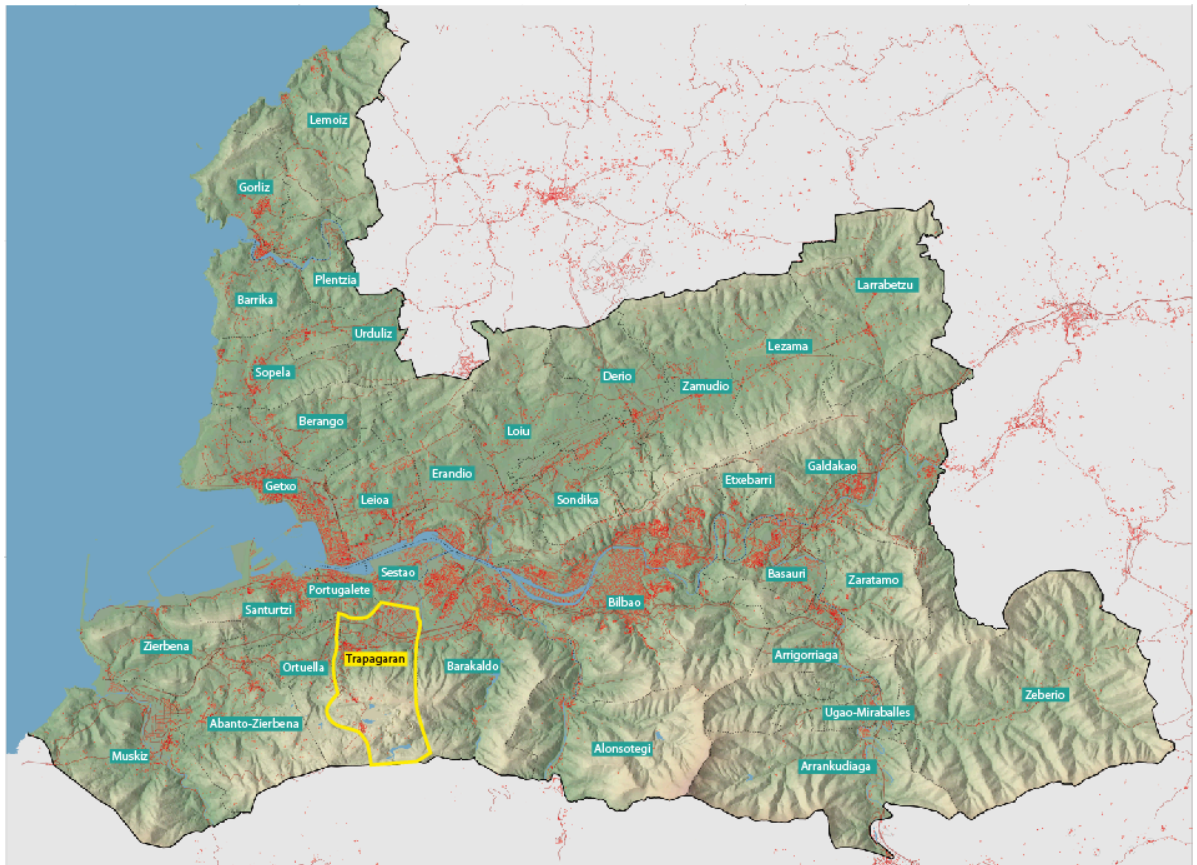 Lemoiz
Gorliz
Plentzia
Larrabetzu
Barrika
Urduliz
Lezama
Sopela
Derio
Zamudio
Berango
Loiu
Erandio
Galdakao
Etxebarri
Getxo
Leioa
Sondika
Sestao
Basauri
Zaratamo
Portugalete
Bilbao
Santurtzi
Zierbena
Trapagaran
Arrigorriaga
Ortuella
Barakaldo
Zeberio
Ugao-Miraballes
Abanto-Zierbena
Alonsotegi
Muskiz
Arrankudiaga